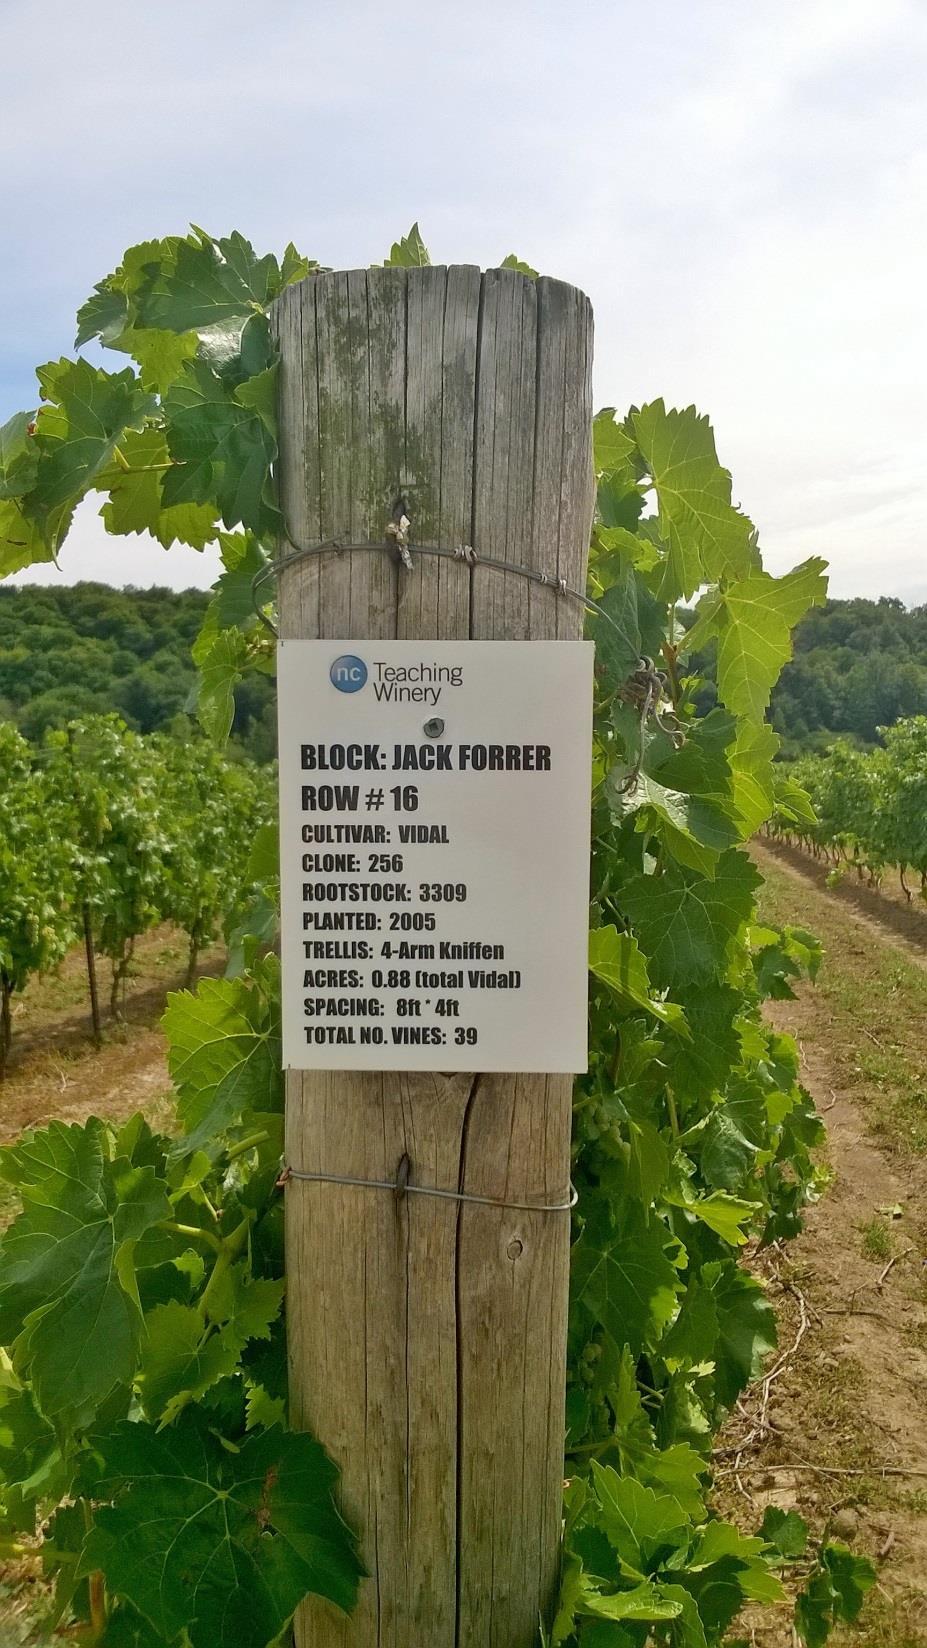 nc Teaching
Winery
BLOCK: JACK FORRER
ROW # 16
CULTIVAR: VIDAL
CLONE: 256
ROOTSTOCK: 3309
PLANTED: 2005
TRELLIS: 4-Arm Kniffen
ACRES: 0.88 (total Vidal)
SPACING: 8ft * 4ft
TOTAL NO. VINES: 39